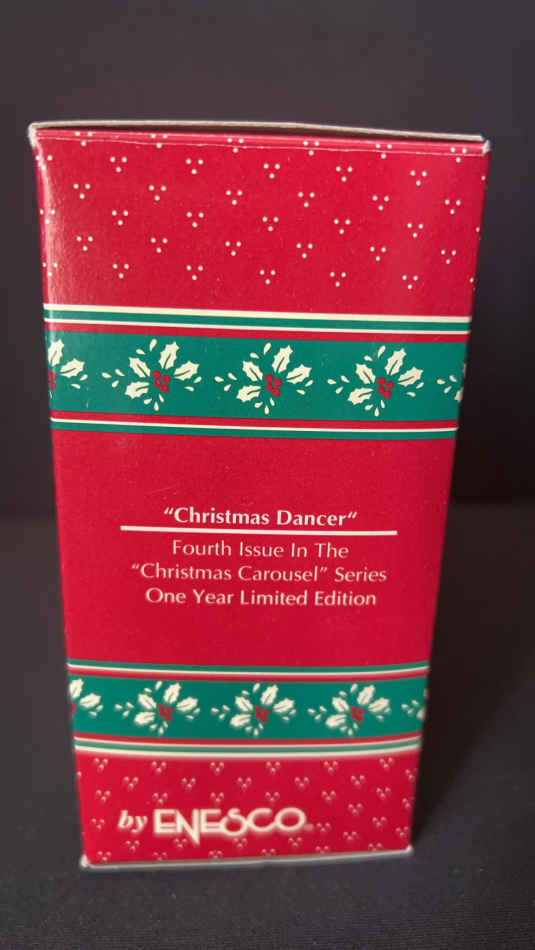 “Christmas Dancer“
Fourth Issue In The
“Christmas Carousel” Series
One Year Limited Edition
by ENESCO®